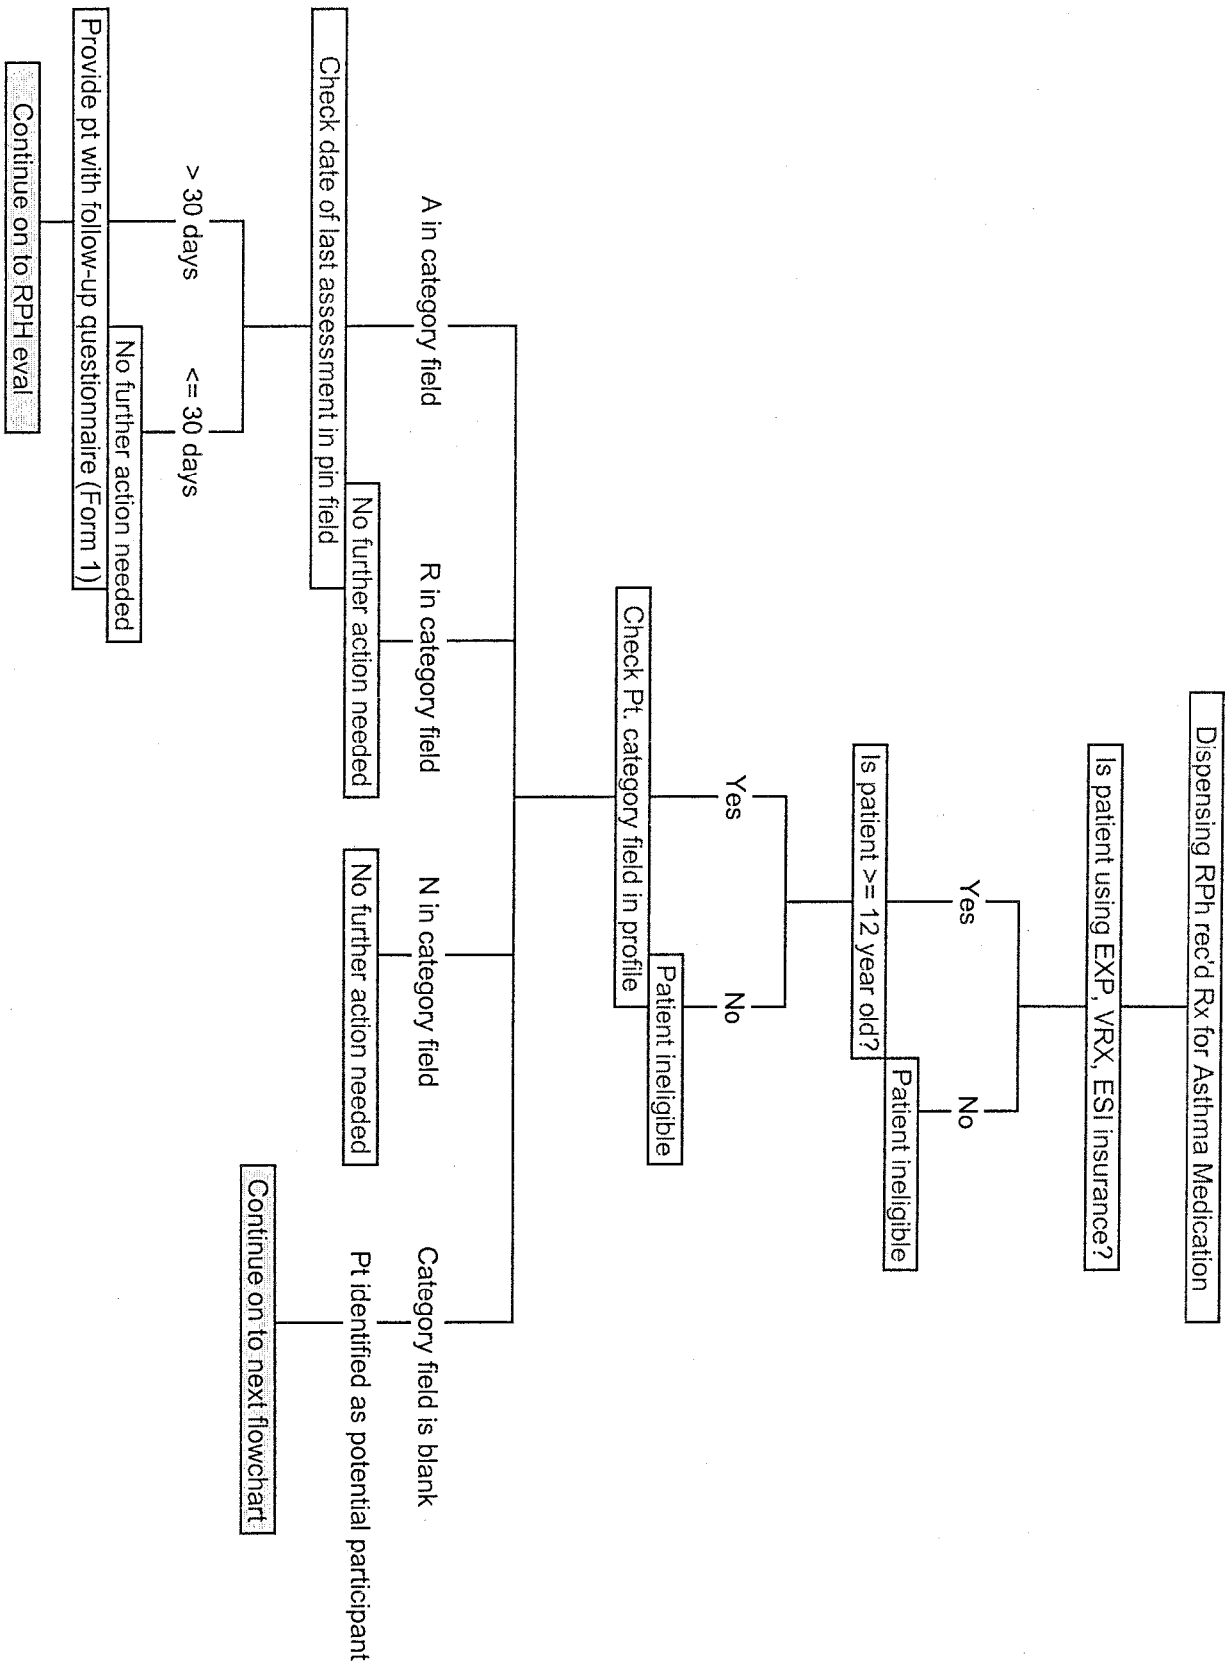 Dispensing RPh rec'd Rx for Asthma Medication
Is patient using EXP, VRX, ESI insurance?
Yes
No
Is patient >= 12 year old?
Patient ineligible
Yes
No
Check Pt. category field in profile
Patient ineligible
A in category field
R in category field
N in category field
Category field is blank
Check date of last assessment in pin field
No further action needed
No further action needed
Pt identified as potential participant
Continue on to next flowchart
> 30 days
<= 30 days
Provide pt with follow-up questionnaire (Form 1)
No further action needed
Continue on to RPH eval